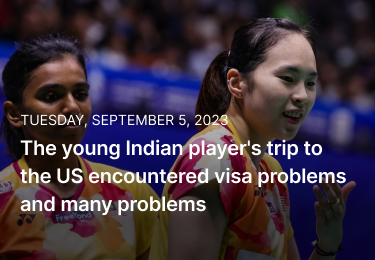 TUESDAY, SEPTEMBER 5, 2023
The young Indian player's trip to
the US encountered visa problems
and many problems